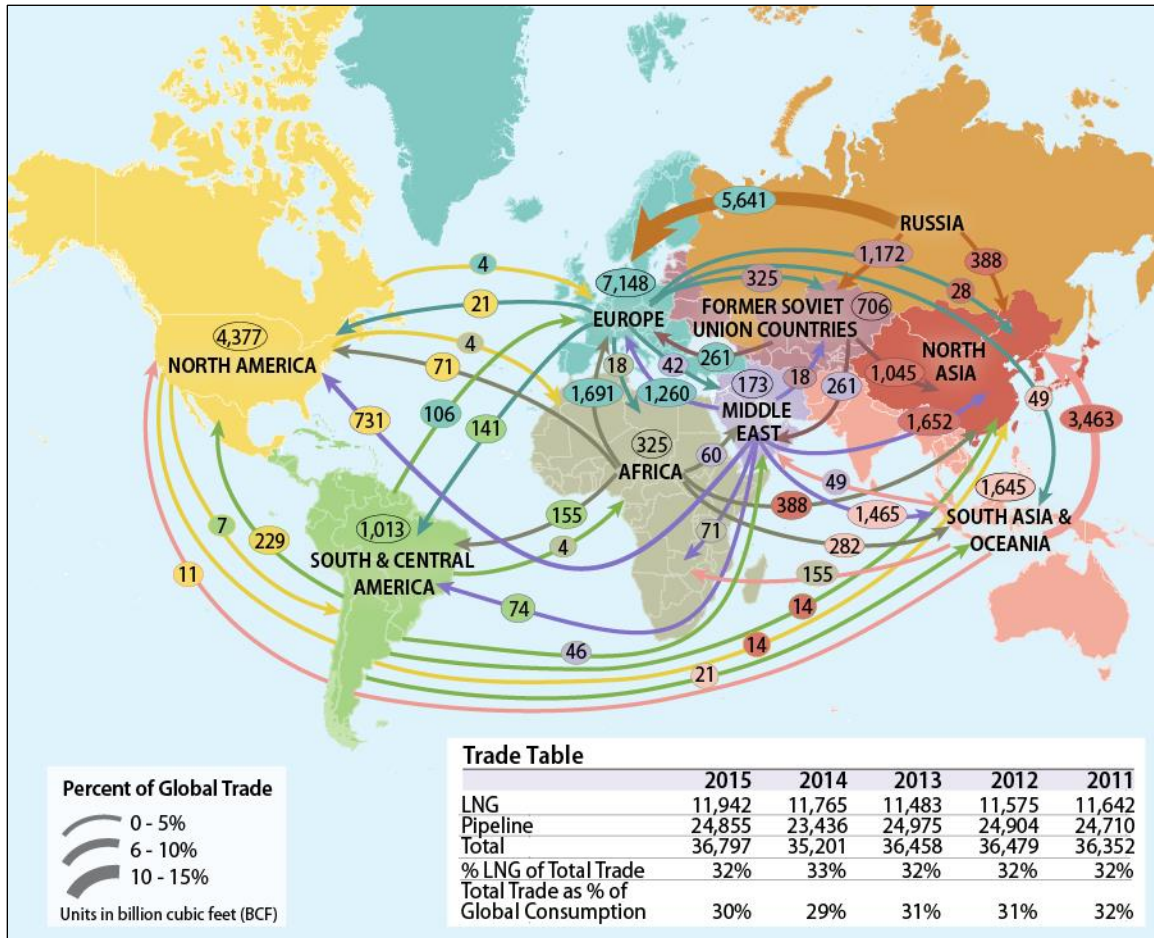 5,641
RUSSIA
4
1,172
388
7,148
325
28
21
EUROPE
FORMER SOVIET
UNION COUNTRIES
706
4,377
NORTH AMERICA
4
NORTH
ASIA
71
18
42
261
173
18
261
1,045
49
1,691
1,260
MIDDLE
EAST
731
106
141
1,652
3,463
325
AFRICA
60
49
1,645
388
1,465
SOUTH ASIA &
OCEANIA
1,013
SOUTH & CENTRAL
AMERICA
155
4
71
282
7
229
11
155
74
14
46
14
21
Percent of Global Trade
0 - 5%
6 - 10%
10 - 15%
Units in billion cubic feet (BCF)
Trade Table
2015 2014 2013 2012 2011
LNG 11,942 11,765 11,483 11,575 11,642
Pipeline 24,855 23,436 24,975 24,904 24,710
Total 36,797 35,201 36,458 36,479 36,352
% LNG of Total Trade 32% 33% 32% 32% 32%
Total Trade as % of
Global Consumption 30% 29% 31% 31% 32%